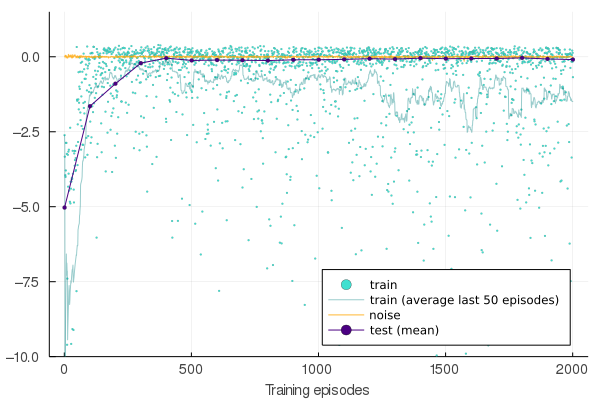 0.0
−2.5
−5.0
−7.5
−10.0
0 500 1000 1500 2000
Training episodes
train
train (average last 50 episodes)
noise
test (mean)